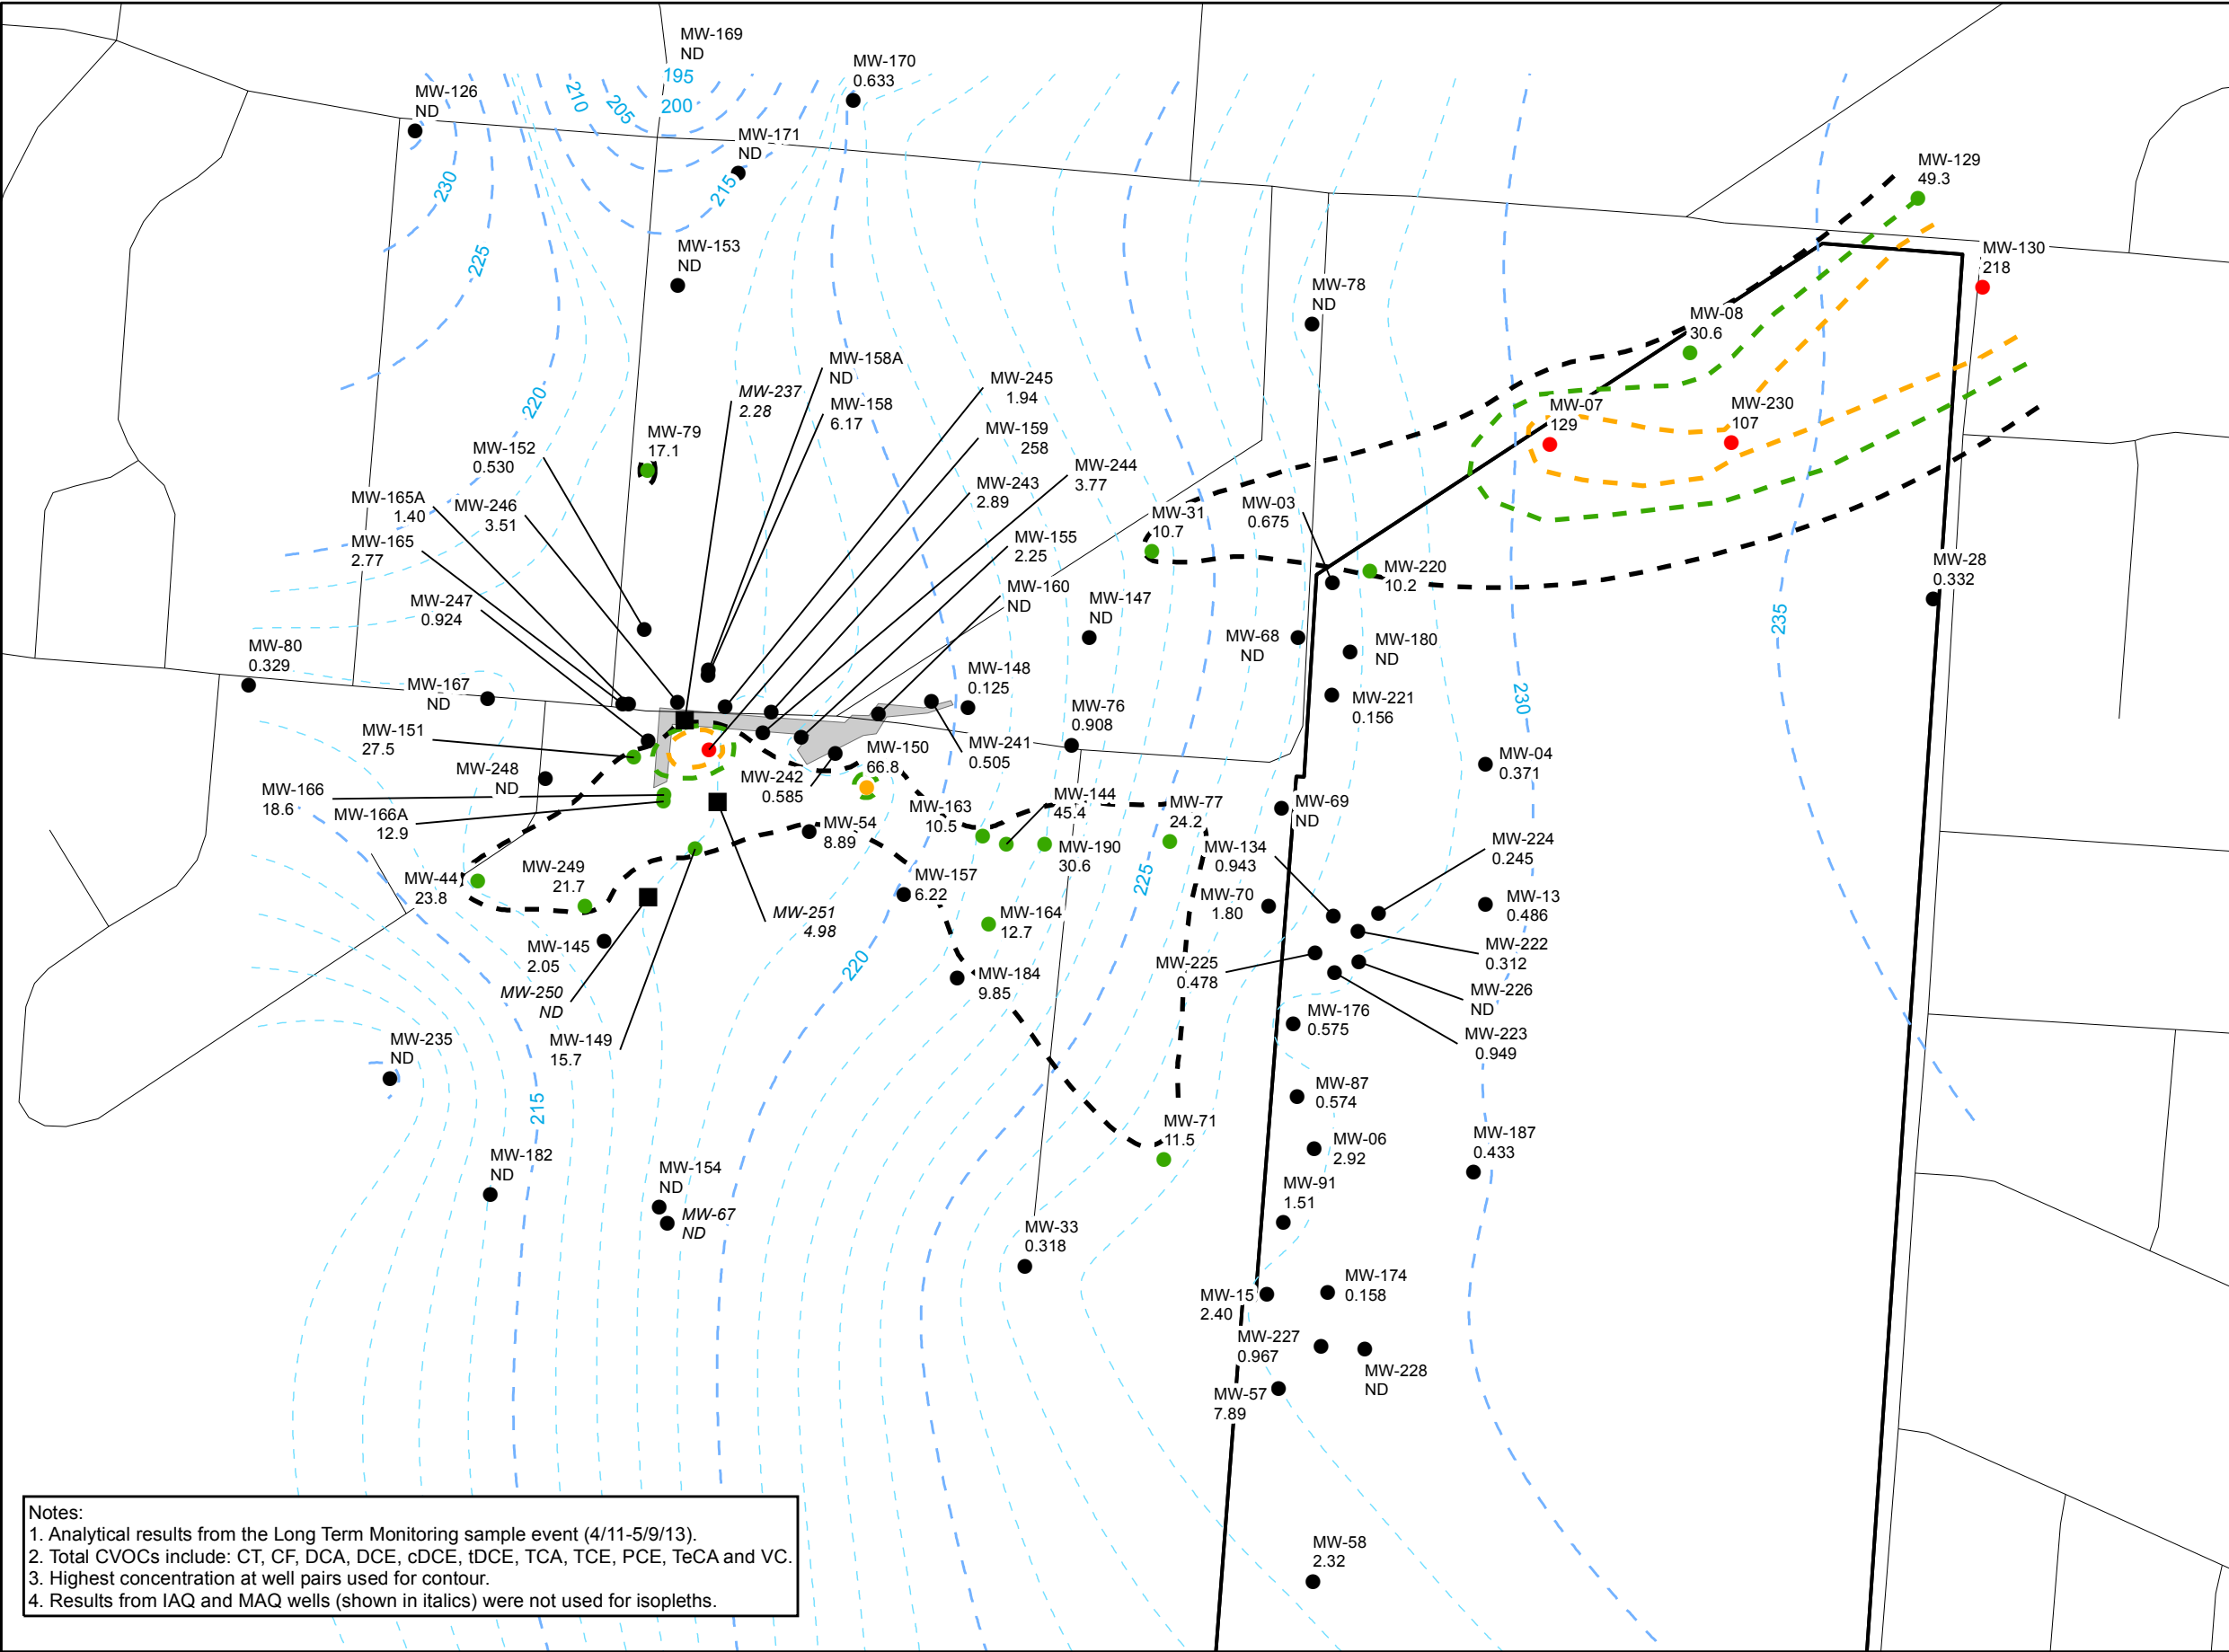 MW-169
ND
195
200
205
210
MW-170
0.633
MW-126
ND
MW-171
ND
215
230
225
220
MW-129
49.3
MW-153
ND
MW-130
218
MW-78
ND
MW-08
30.6
MW-158A
ND
MW-237
2.28
MW-158
6.17
MW-245
1.94
MW-159
258
MW-07
129
MW-230
107
MW-79
17.1
MW-152
0.530
MW-244
3.77
MW-243
2.89
MW-165A
1.40
MW-246
3.51
MW-03
0.675
MW-31
10.7
MW-165
2.77
MW-155
2.25
MW-220
10.2
MW-28
0.332
MW-160
ND
MW-147
ND
MW-247
0.924
235
MW-68
ND
MW-180
ND
MW-80
0.329
MW-148
0.125
MW-167
ND
MW-221
0.156
230
MW-76
0.908
MW-151
27.5
MW-241
0.505
MW-150
66.8
MW-04
0.371
MW-248
ND
MW-242
0.585
MW-166
18.6
MW-144
45.4
MW-77
24.2
MW-69
ND
MW-163
10.5
MW-166A
12.9
MW-54
8.89
MW-224
0.245
MW-134
0.943
MW-190
30.6
MW-249
21.7
MW-44
23.8
MW-157
6.22
225
MW-70
1.80
MW-13
0.486
MW-251
4.98
MW-164
12.7
MW-145
2.05
MW-222
0.312
220
MW-225
0.478
MW-184
9.85
MW-250
ND
MW-226
ND
MW-176
0.575
MW-223
0.949
MW-235
ND
MW-149
15.7
215
MW-87
0.574
MW-71
11.5
MW-06
2.92
MW-187
0.433
MW-182
ND
MW-154
ND
MW-91
1.51
MW-67
ND
MW-33
0.318
MW-174
0.158
MW-15
2.40
MW-227
0.967
MW-228
ND
MW-57
7.89
MW-58
2.32
Notes:
1. Analytical results from the Long Term Monitoring sample event (4/11-5/9/13).
2. Total CVOCs include: CT, CF, DCA, DCE, cDCE, tDCE, TCA, TCE, PCE, TeCA and VC.
3. Highest concentration at well pairs used for contour.
4. Results from IAQ and MAQ wells (shown in italics) were not used for isopleths.